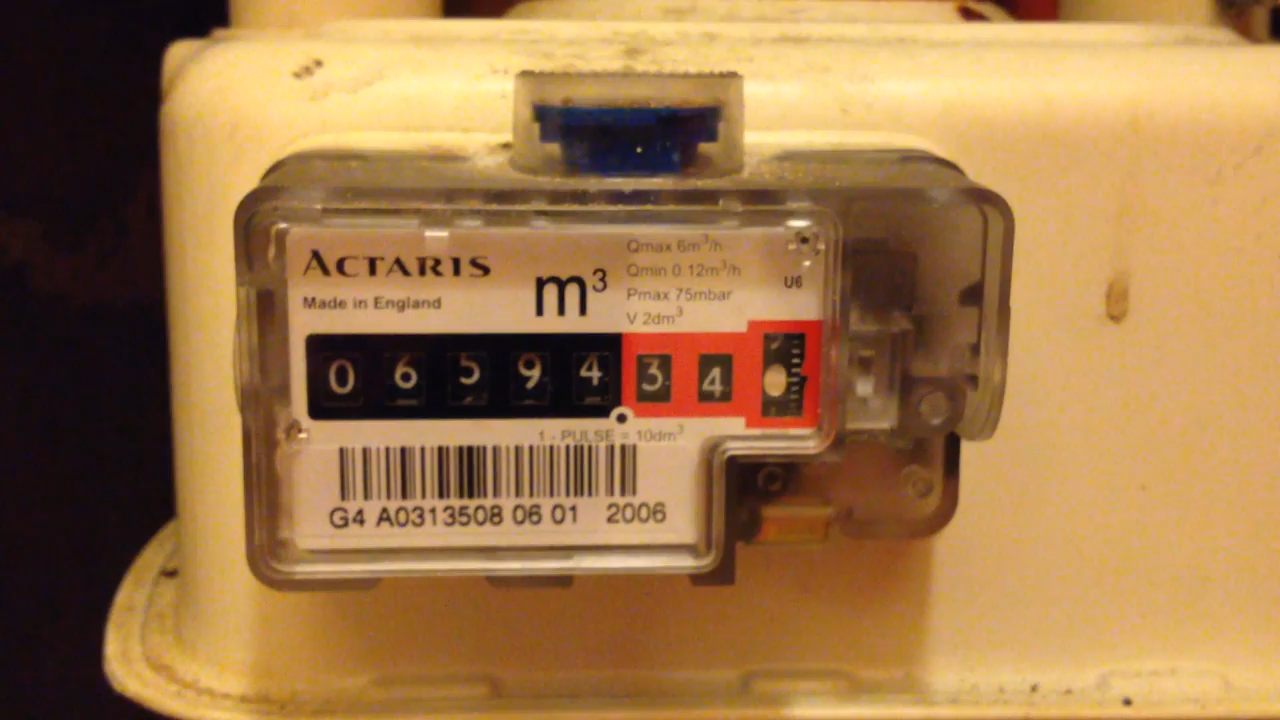 ACTARIS
Made in England
m³
Qmax 6m³/h
Qmin 0.12m³/h
Pmax 75mbar
V 2dm³
U6
0 6 5 9 4 3 4
1 - PULSE = 10dm³
G4 A0313508 06 01 2006